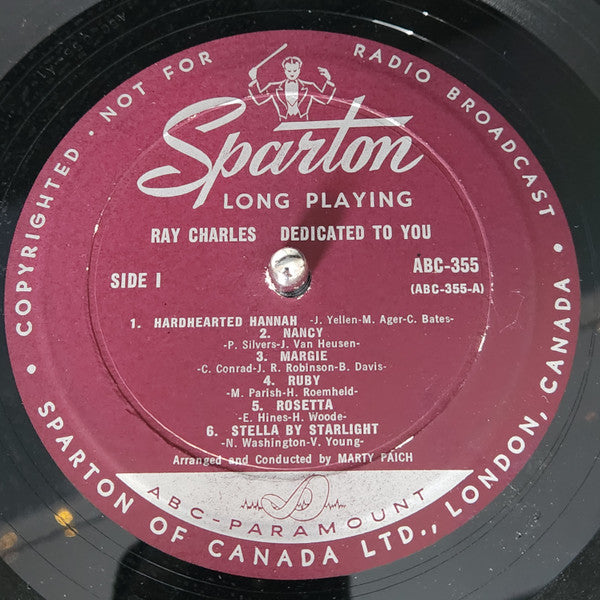 COPYRIGHTED · NOT FOR RADIO BROADCAST
Sparton
LONG PLAYING
RAY CHARLES DEDICATED TO YOU
SIDE 1
ABC-355
(ABC-355-A)
1. HARDHEARTED HANNAH -J. Yellen-M. Ager-C. Bates-
2. NANCY
-P. Silvers-J. Van Heusen-
3. MARGIE
-C. Conrad-J. R. Robinson-B. Davis-
4. RUBY
-M. Parish-H. Roemheld-
5. ROSETTA
-E. Hines-H. Woode-
6. STELLA BY STARLIGHT
-N. Washington-V. Young-
Arranged and Conducted by MARTY PAICH
ABC-PARAMOUNT
• SPARTON OF CANADA LTD., LONDON, CANADA •